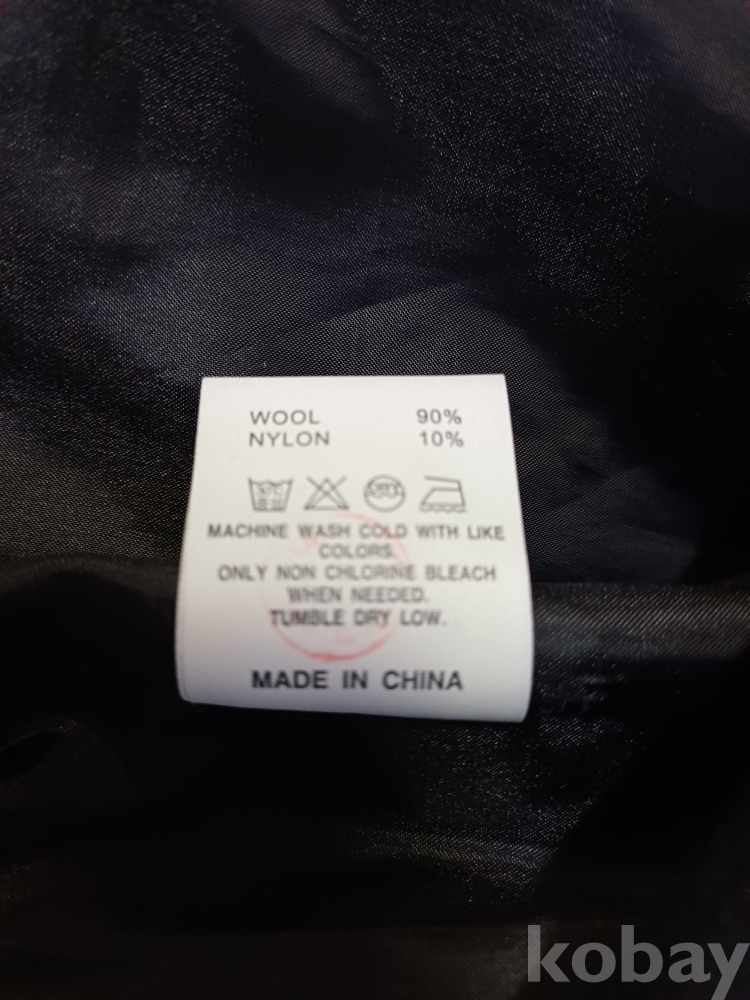 WOOL 90%
NYLON 10%
MACHINE WASH COLD WITH LIKE
COLORS
ONLY NON CHLORINE BLEACH
WHEN NEEDED.
TUMBLE DRY LOW.
MADE IN CHINA
kobay